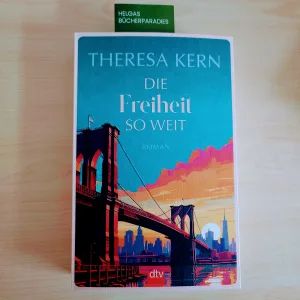 HELGAS
BÜCHERPARADIES
THERESA KERN
DIE
Freiheit
SO WEIT
ROMAN
dtv